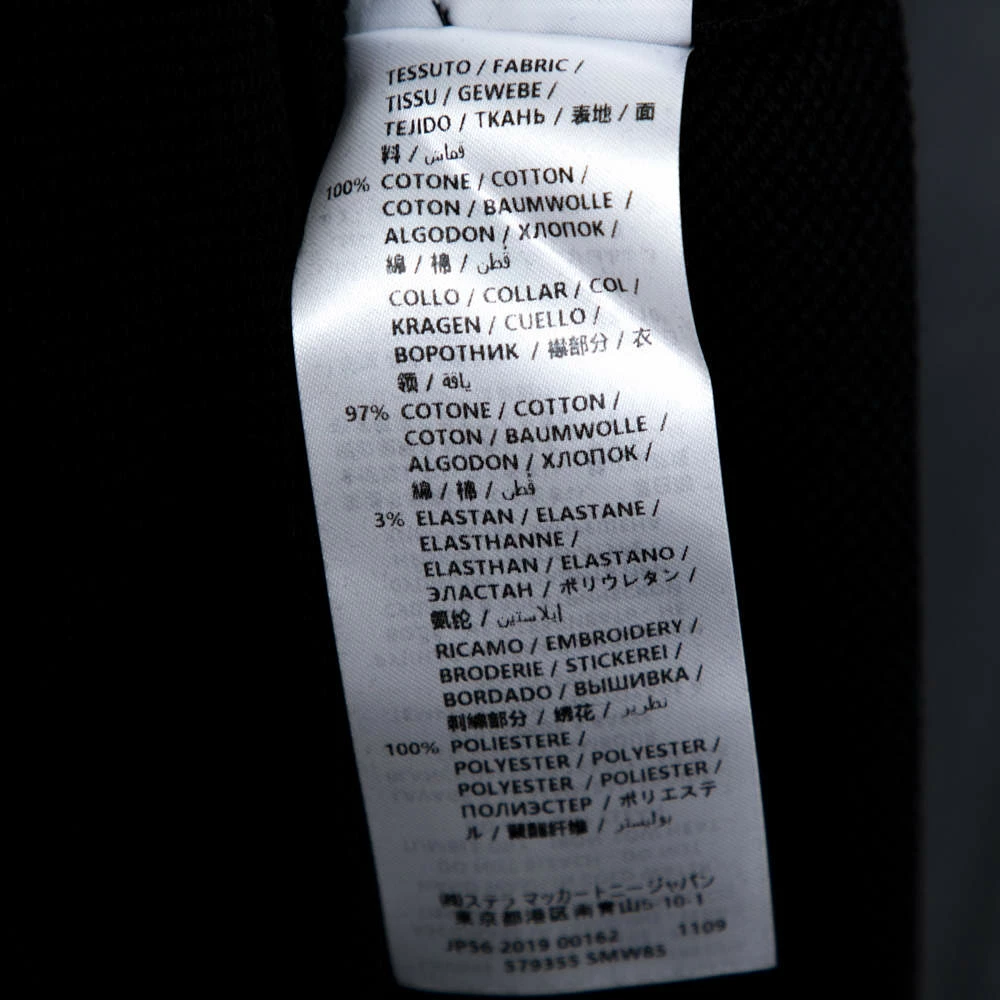 TESSUTO / FABRIC /
TISSU / GEWEBE /
TEJIDO / ТКАНЬ / 表地 / 面
料 / قماش
100% COTONE / COTTON /
COTON / BAUMWOLLE /
ALGODON / ХЛОПОК /
綿 / 棉 / قُطن
COLLO / COLLAR / COL /
KRAGEN / CUELLO /
ВОРОТНИК / 襟部分 / 衣
领 / ياقة
97% COTONE / COTTON /
COTON / BAUMWOLLE /
ALGODON / ХЛОПОК /
綿 / 棉 / قُطن
3% ELASTAN / ELASTANE /
ELASTHANNE /
ELASTHAN / ELASTANO /
ЭЛАСТАН / ポリウレタン /
氨纶 / إيلاستين
RICAMO / EMBROIDERY /
BRODERIE / STICKEREI /
BORDADO / ВЫШИВКА /
刺繍部分 / 绣花 / تطريز
100% POLIESTERE /
POLYESTER / POLYESTER /
POLYESTER / POLIESTER /
ПОЛИЭСТЕР / ポリエステ
ル / 聚酯纤维 / بوليستر
㈱ステラ マッカートニー ジャパン
東京都港区南青山5-10-1
JP56 2019 00162 1109
579355 SMW85